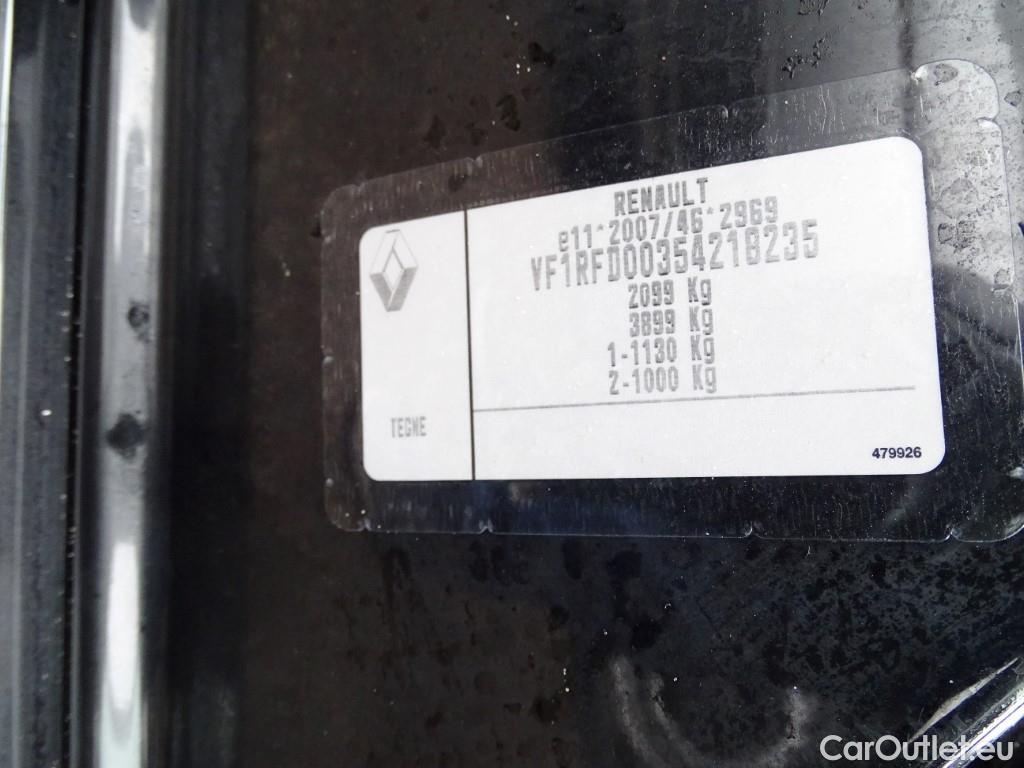 RENAULT
e11*2007/46*2969
VF1RFD00354218235
2099 Kg
3899 Kg
1-1130 Kg
2-1000 Kg
TECNE
479926
CarOutlet.eu